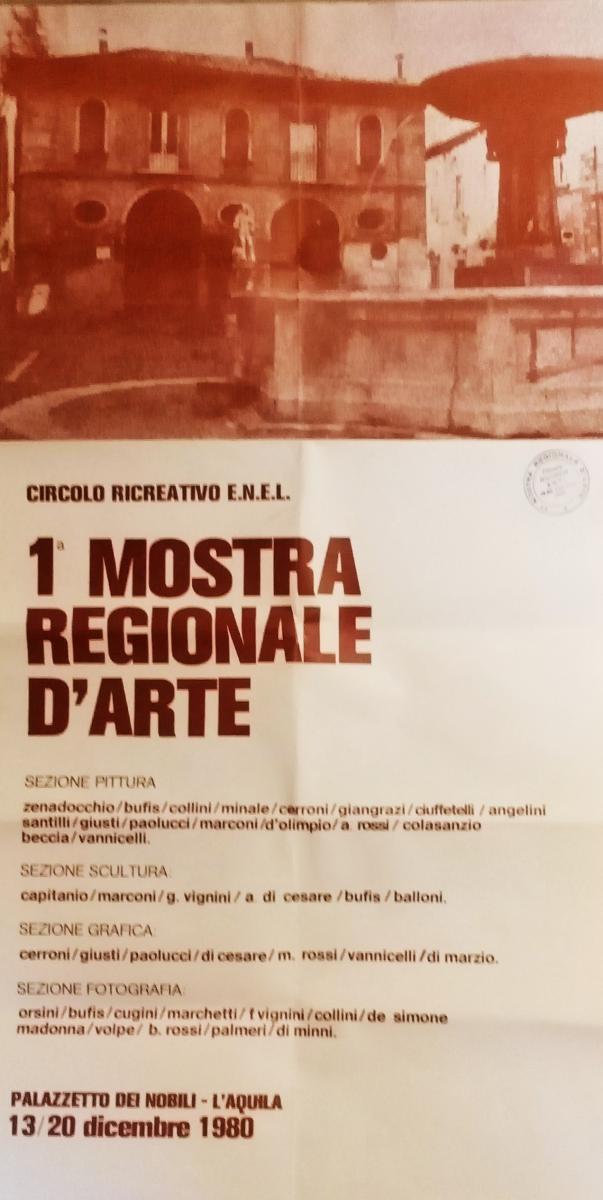 CIRCOLO RICREATIVO E.N.E.L.
MOSTRA REGIONALE D'ARTE
1ª MOSTRA
REGIONALE
D'ARTE
SEZIONE PITTURA
zenadocchio/bufis/collini/minale/cerroni/giangrazi/ciuffetelli / angelini
santilli/giusti/paolucci/marconi/d'olimpio/a. rossi/ colasanzio
beccia/vannicelli.
SEZIONE SCULTURA:
capitanio/marconi/g. vignini/ a. di cesare /bufis / balloni.
SEZIONE GRAFICA:
cerroni/giusti/paolucci/di cesare/m. rossi/vannicelli/di marzio.
SEZIONE FOTOGRAFIA:
orsini/bufis/cugini/marchetti/ f vignini/collini/de simone
madonna/volpe/ b. rossi/palmeri/di minni.
PALAZZETTO DEI NOBILI - L'AQUILA
13/20 dicembre 1980